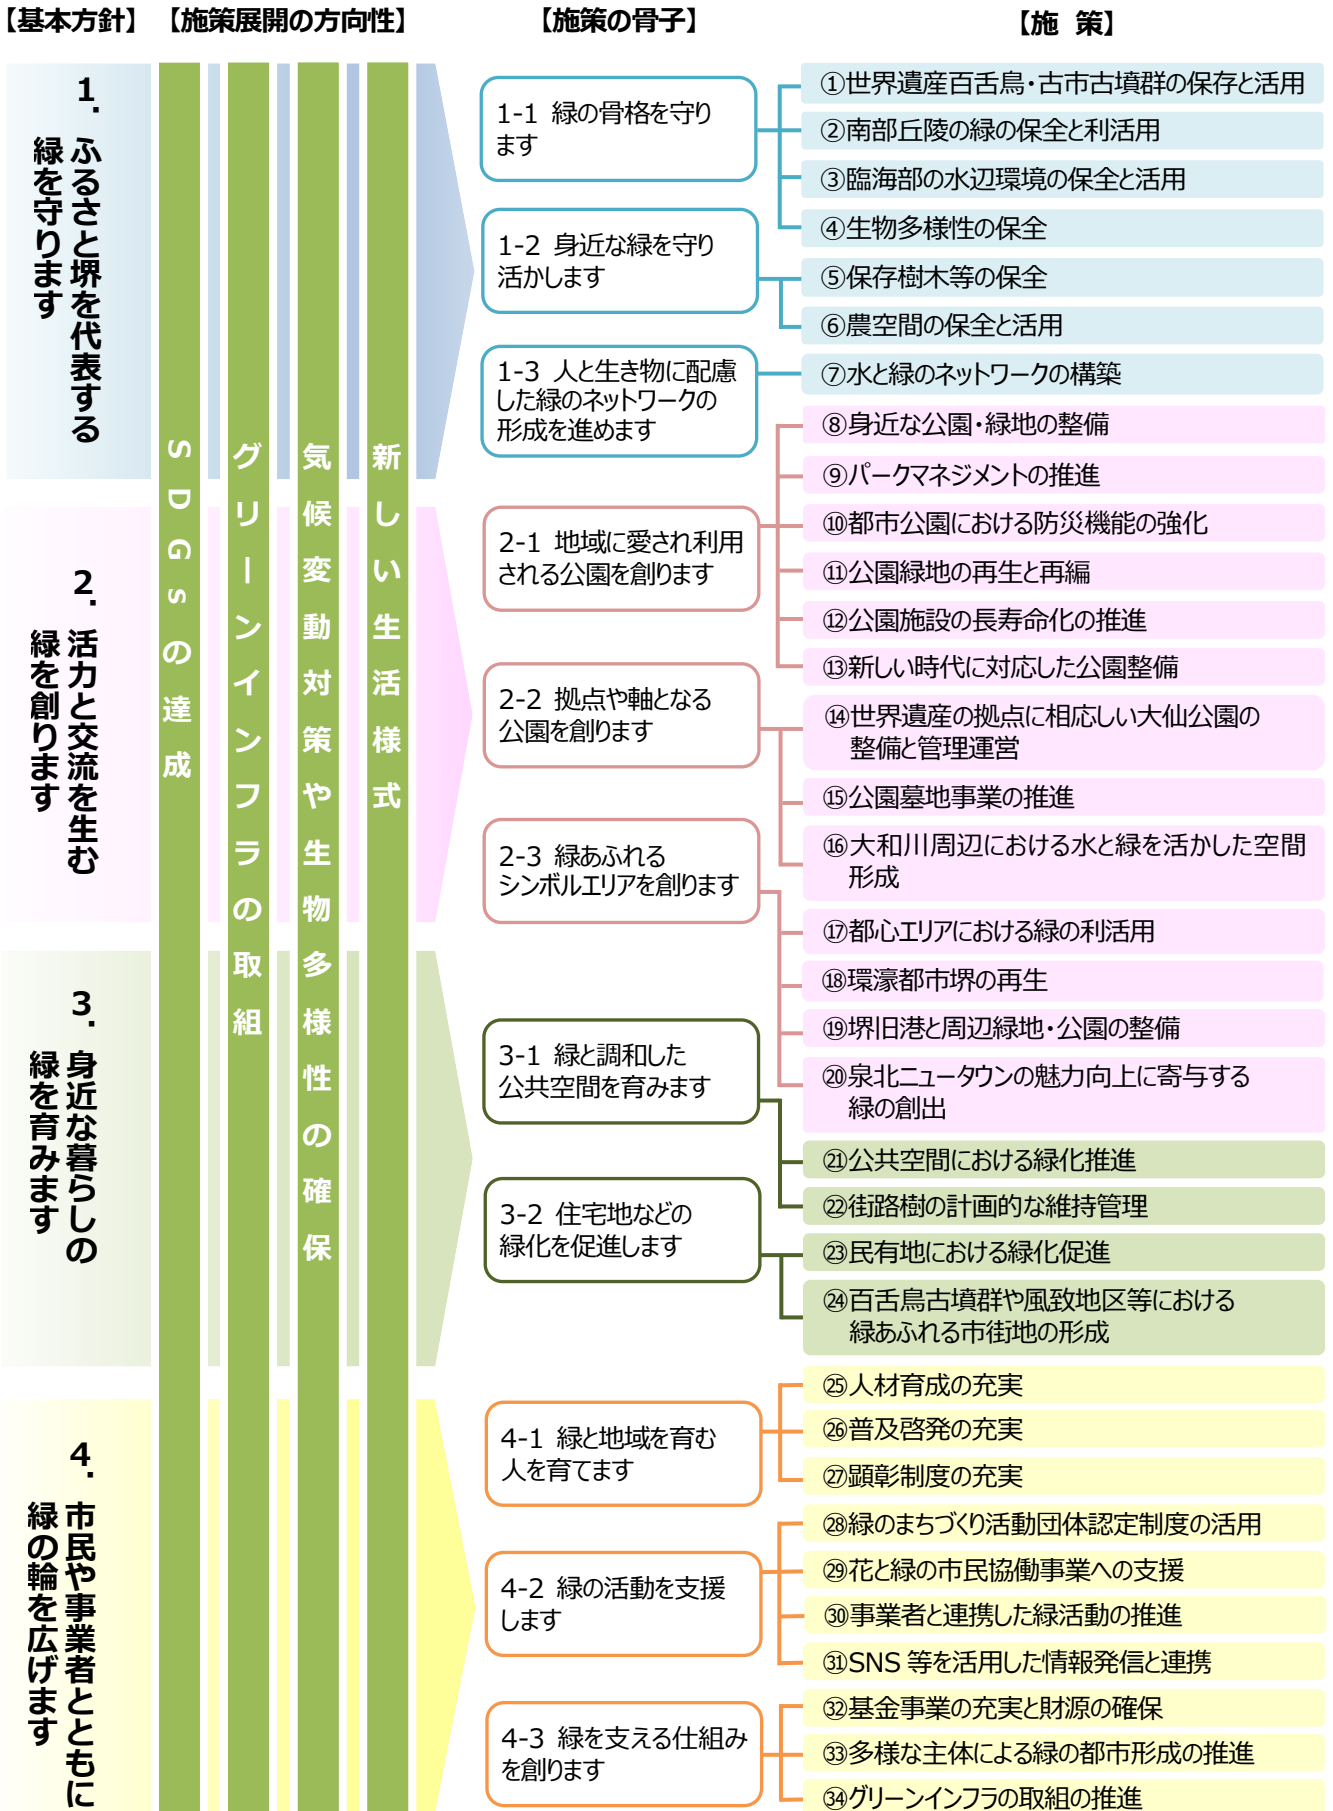 【基本方針】 【施策展開の方向性】 【施策の骨子】 【施 策】
1. ふるさと堺を代表する
緑を守ります
2. 活力と交流を生む
緑を創ります
3. 身近な暮らしの
緑を育みます
4. 市民や事業者とともに
緑の輪を広げます
SDGsの達成
グリーンインフラの取組
気候変動対策や生物多様性の確保
新しい生活様式
1-1 緑の骨格を守り
ます
1-2 身近な緑を守り
活かします
1-3 人と生き物に配慮
した緑のネットワークの
形成を進めます
2-1 地域に愛され利用
される公園を創ります
2-2 拠点や軸となる
公園を創ります
2-3 緑あふれる
シンボルエリアを創ります
3-1 緑と調和した
公共空間を育みます
3-2 住宅地などの
緑化を促進します
4-1 緑と地域を育む
人を育てます
4-2 緑の活動を支援
します
4-3 緑を支える仕組み
を創ります
①世界遺産百舌鳥・古市古墳群の保存と活用
②南部丘陵の緑の保全と利活用
③臨海部の水辺環境の保全と活用
④生物多様性の保全
⑤保存樹木等の保全
⑥農空間の保全と活用
⑦水と緑のネットワークの構築
⑧身近な公園・緑地の整備
⑨パークマネジメントの推進
⑩都市公園における防災機能の強化
⑪公園緑地の再生と再編
⑫公園施設の長寿命化の推進
⑬新しい時代に対応した公園整備
⑭世界遺産の拠点に相応しい大仙公園の
整備と管理運営
⑮公園墓地事業の推進
⑯大和川周辺における水と緑を活かした空間
形成
⑰都心エリアにおける緑の利活用
⑱環濠都市堺の再生
⑲堺旧港と周辺緑地・公園の整備
⑳泉北ニュータウンの魅力向上に寄与する
緑の創出
㉑公共空間における緑化推進
㉒街路樹の計画的な維持管理
㉓民有地における緑化促進
㉔百舌鳥古墳群や風致地区等における
緑あふれる市街地の形成
㉕人材育成の充実
㉖普及啓発の充実
㉗顕彰制度の充実
㉘緑のまちづくり活動団体認定制度の活用
㉙花と緑の市民協働事業への支援
㉚事業者と連携した緑活動の推進
㉛SNS 等を活用した情報発信と連携
㉜基金事業の充実と財源の確保
㉝多様な主体による緑の都市形成の推進
㉞グリーンインフラの取組の推進